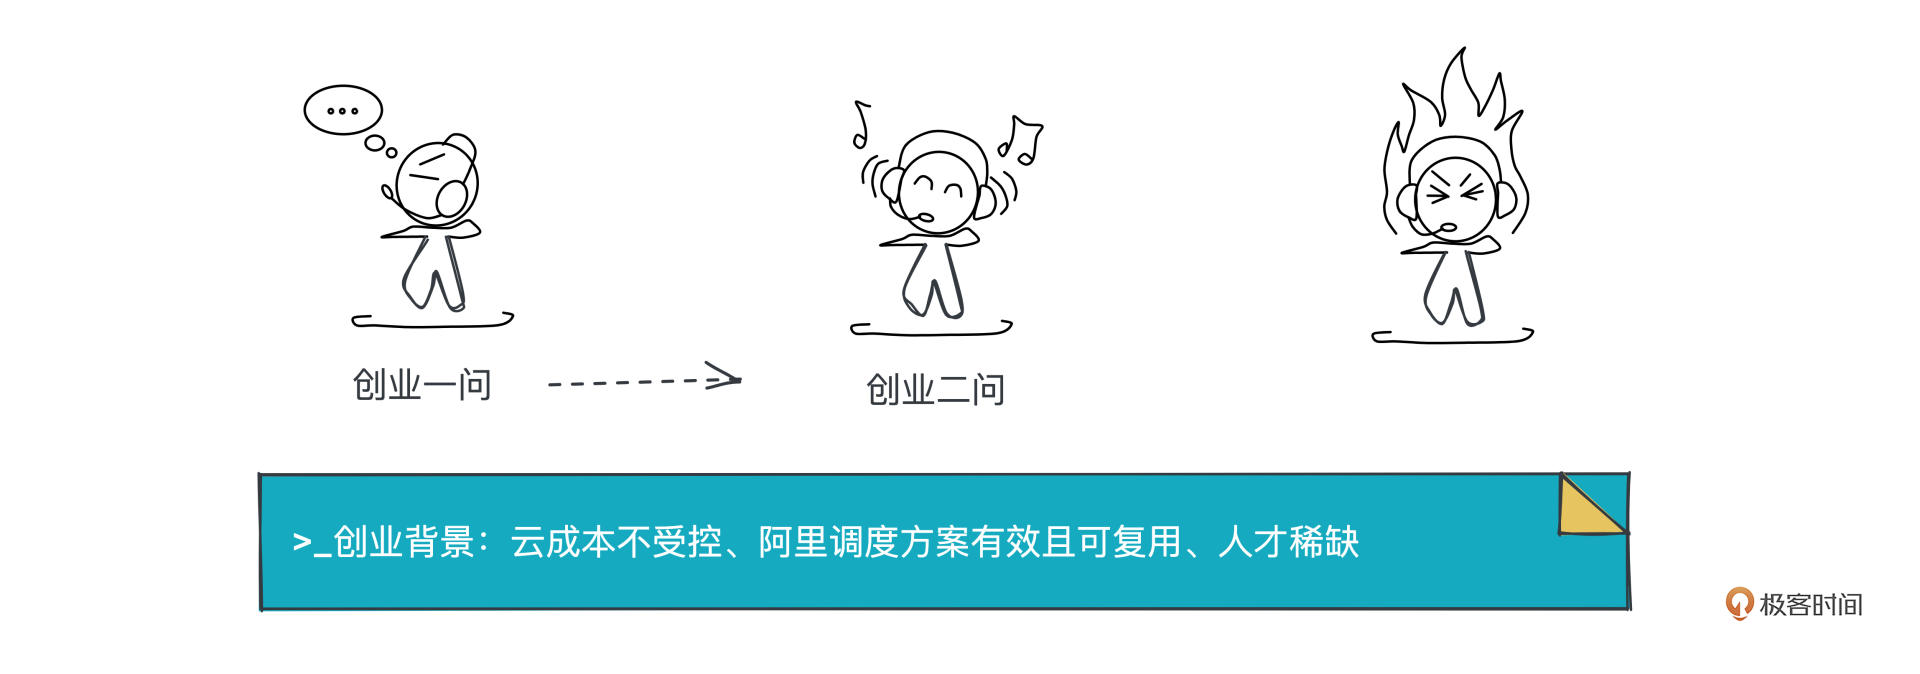 创业一问
创业二问
>_创业背景：云成本不受控、阿里调度方案有效且可复用、人才稀缺
极客时间